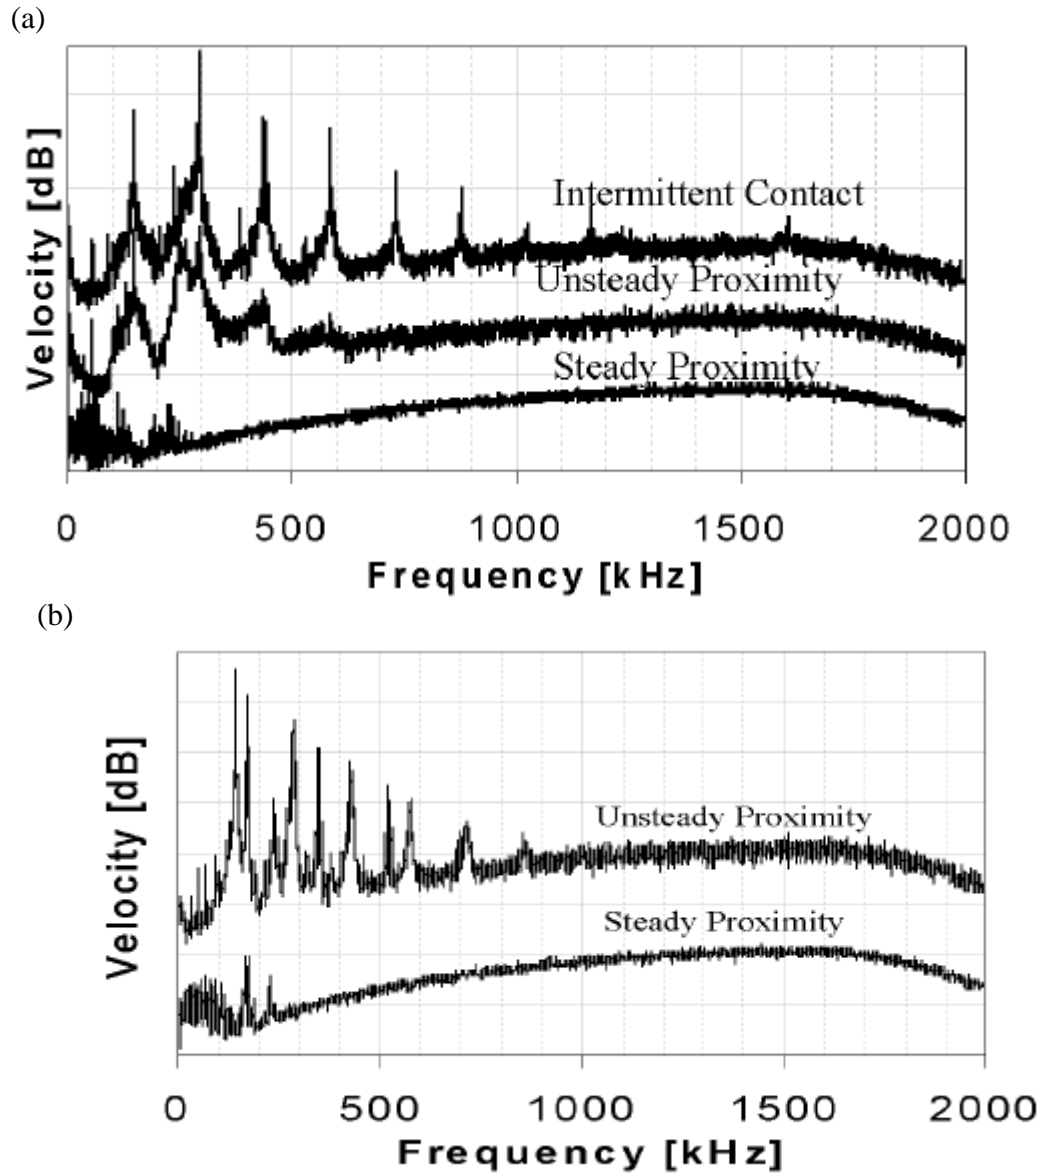 (a)
Velocity [dB]
Intermittent Contact
Unsteady Proximity
Steady Proximity
0 500 1000 1500 2000
Frequency [kHz]
(b)
Velocity [dB]
Unsteady Proximity
Steady Proximity
0 500 1000 1500 2000
Frequency [kHz]